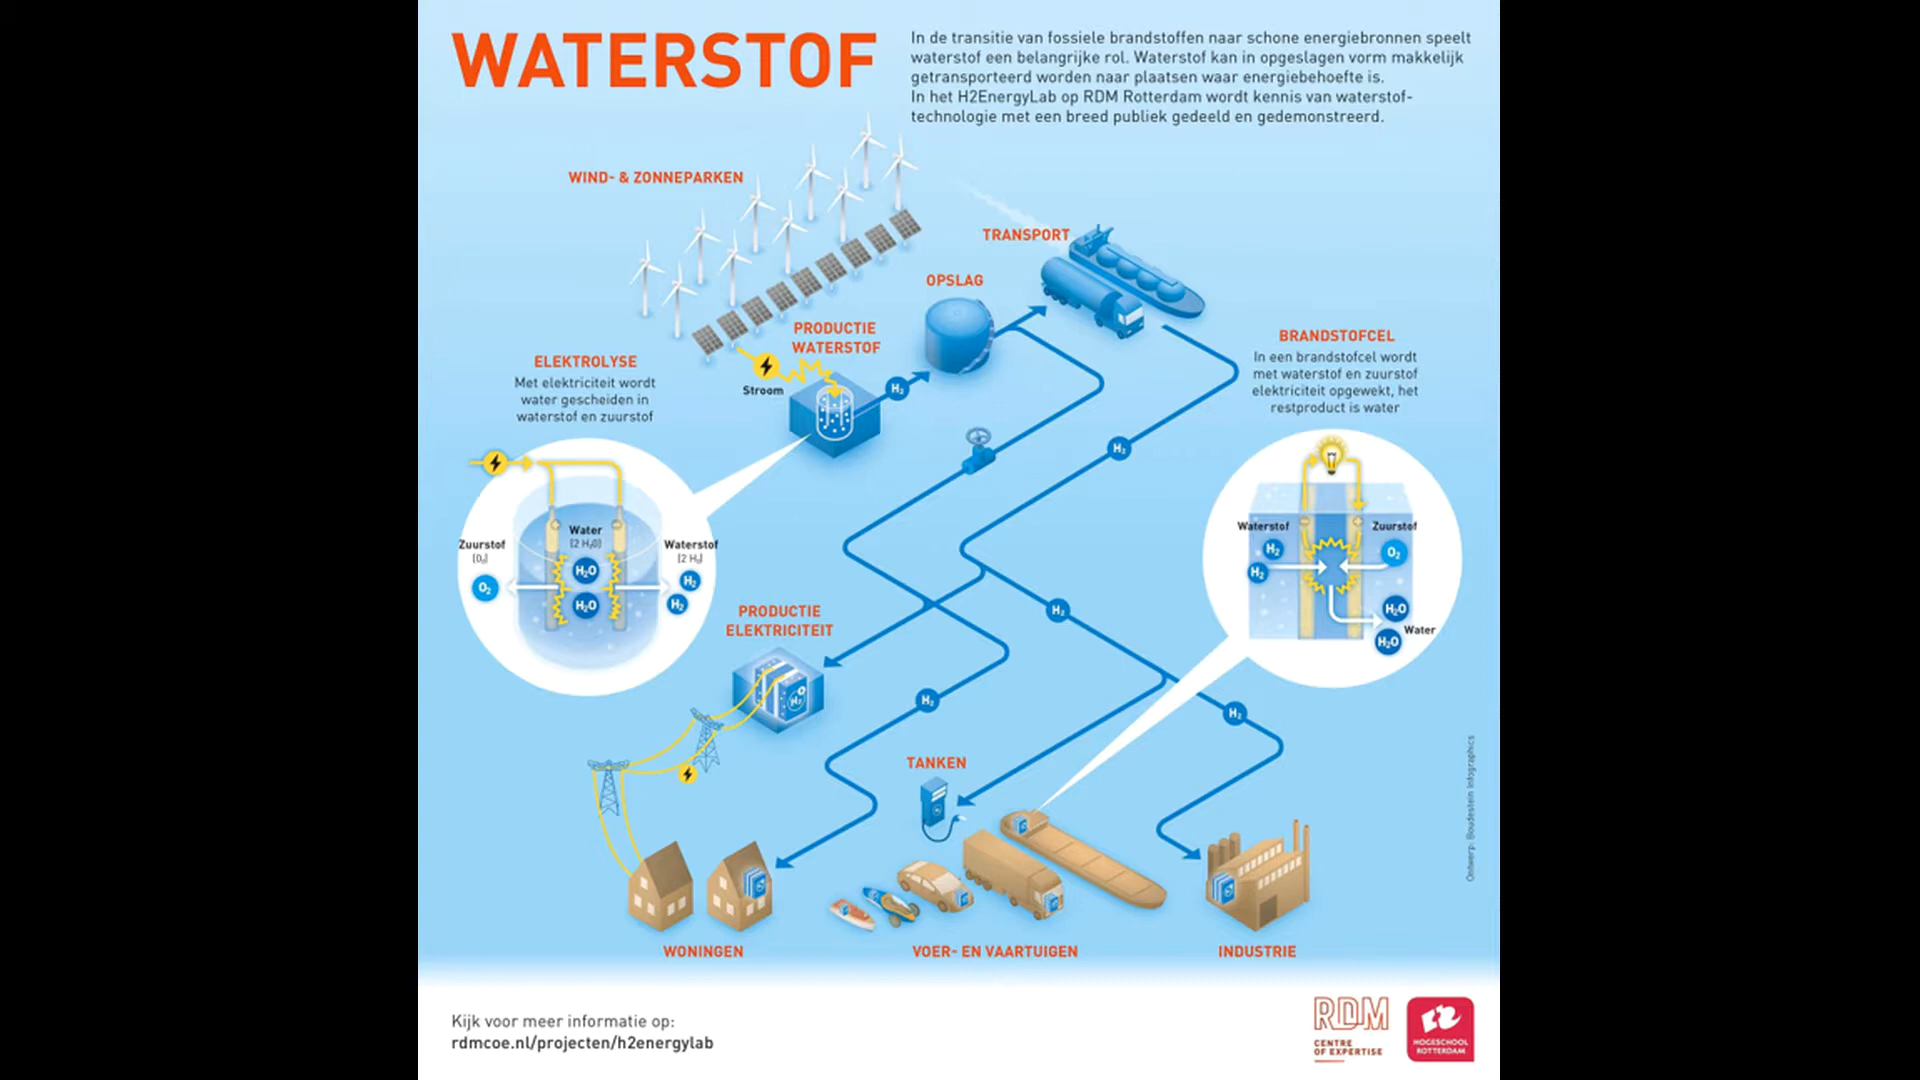 WATERSTOF
In de transitie van fossiele brandstoffen naar schone energiebronnen speelt
waterstof een belangrijke rol. Waterstof kan in opgeslagen vorm makkelijk
getransporteerd worden naar plaatsen waar energiebehoefte is.
In het H2EnergyLab op RDM Rotterdam wordt kennis van waterstof-
technologie met een breed publiek gedeeld en gedemonstreerd.
WIND- & ZONNEPARKEN
TRANSPORT
OPSLAG
PRODUCTIE
WATERSTOF
Stroom
H₂
ELEKTROLYSE
Met elektriciteit wordt
water gescheiden in
waterstof en zuurstof
Water
(2 H₂O)
Zuurstof
(O₂)
Waterstof
(2 H₂)
H₂O
H₂O
O₂
H₂
H₂
BRANDSTOFCEL
In een brandstofcel wordt
met waterstof en zuurstof
elektriciteit opgewekt, het
restproduct is water
Waterstof
Zuurstof
H₂
H₂
O₂
H₂O
H₂O
Water
H₂
H₂
H₂
H₂
PRODUCTIE
ELEKTRICITEIT
H₂
TANKEN
WONINGEN
VOER- EN VAARTUIGEN
INDUSTRIE
Ontwerp: Boudestein Infographics
Kijk voor meer informatie op:
rdmcoe.nl/projecten/h2energylab
RDM
CENTRE
OF EXPERTISE
HOGESCHOOL
ROTTERDAM